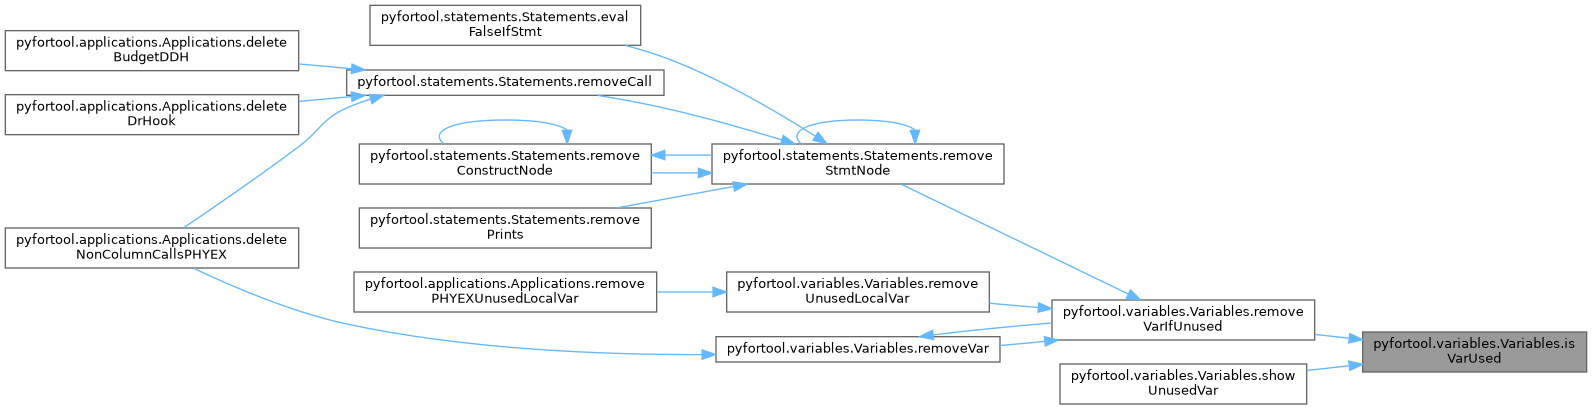 pyfortool.statements.Statements.eval
FalseIfStmt
pyfortool.applications.Applications.delete
BudgetDDH
pyfortool.statements.Statements.removeCall
pyfortool.applications.Applications.delete
DrHook
pyfortool.statements.Statements.remove
ConstructNode
pyfortool.statements.Statements.remove
StmtNode
pyfortool.statements.Statements.remove
Prints
pyfortool.applications.Applications.delete
NonColumnCallsPHYEX
pyfortool.applications.Applications.remove
PHYEXUnusedLocalVar
pyfortool.variables.Variables.remove
UnusedLocalVar
pyfortool.variables.Variables.remove
VarIfUnused
pyfortool.variables.Variables.is
VarUsed
pyfortool.variables.Variables.removeVar
pyfortool.variables.Variables.show
UnusedVar